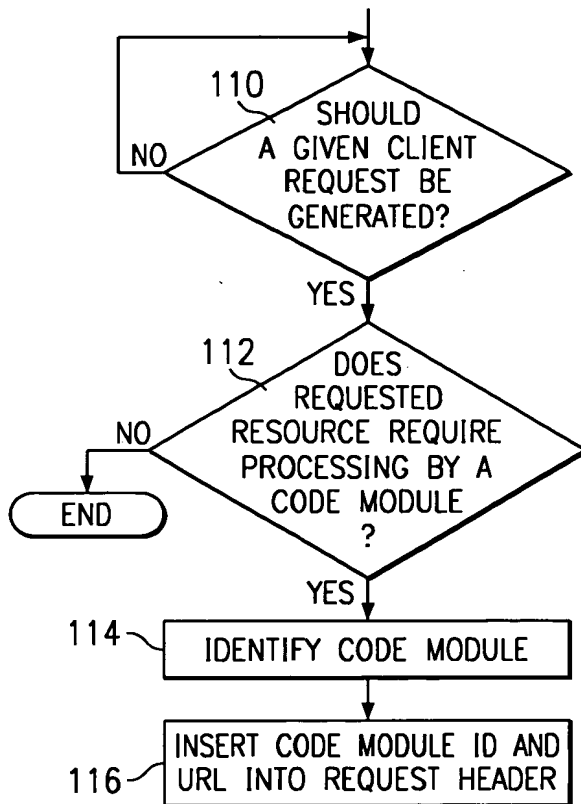 110
SHOULD
A GIVEN CLIENT
REQUEST BE
GENERATED?
NO
YES
112
DOES
REQUESTED
RESOURCE REQUIRE
PROCESSING BY A
CODE MODULE
?
NO
END
YES
114
IDENTIFY CODE MODULE
INSERT CODE MODULE ID AND
URL INTO REQUEST HEADER
116